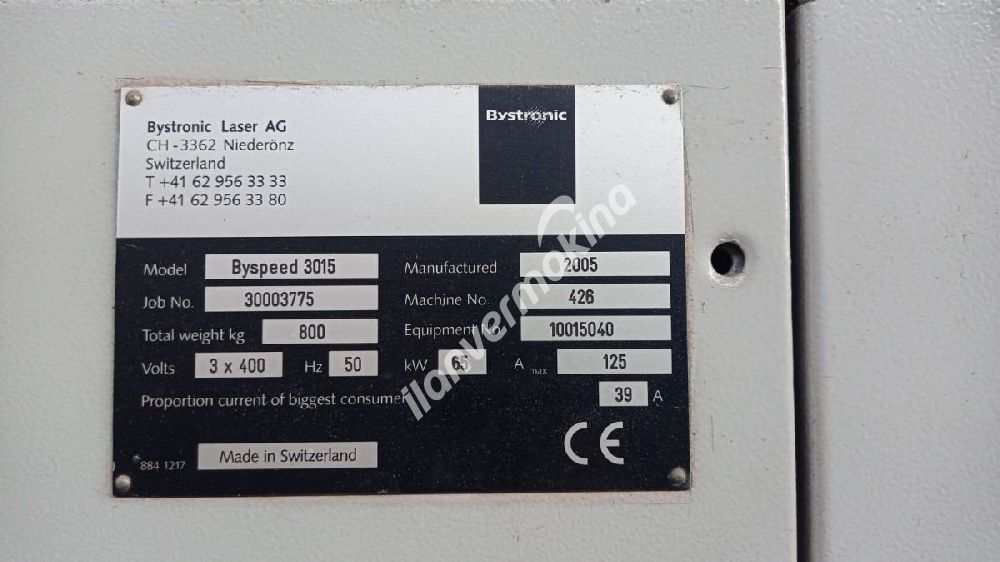 Bystronic Laser AG
CH-3362 Niederönz
Switzerland
T +41 62 956 33 33
F +41 62 956 33 80
Bystronic
Model Byspeed 3015 Manufactured 2005
Job No. 30003775 Machine No. 426
Total weight kg 800 Equipment No. 10015040
Volts 3 x 400 Hz 50 kW 65 A max 125
Proportion current of biggest consumer 39 A
884 1217 Made in Switzerland CE
ilanvermakina